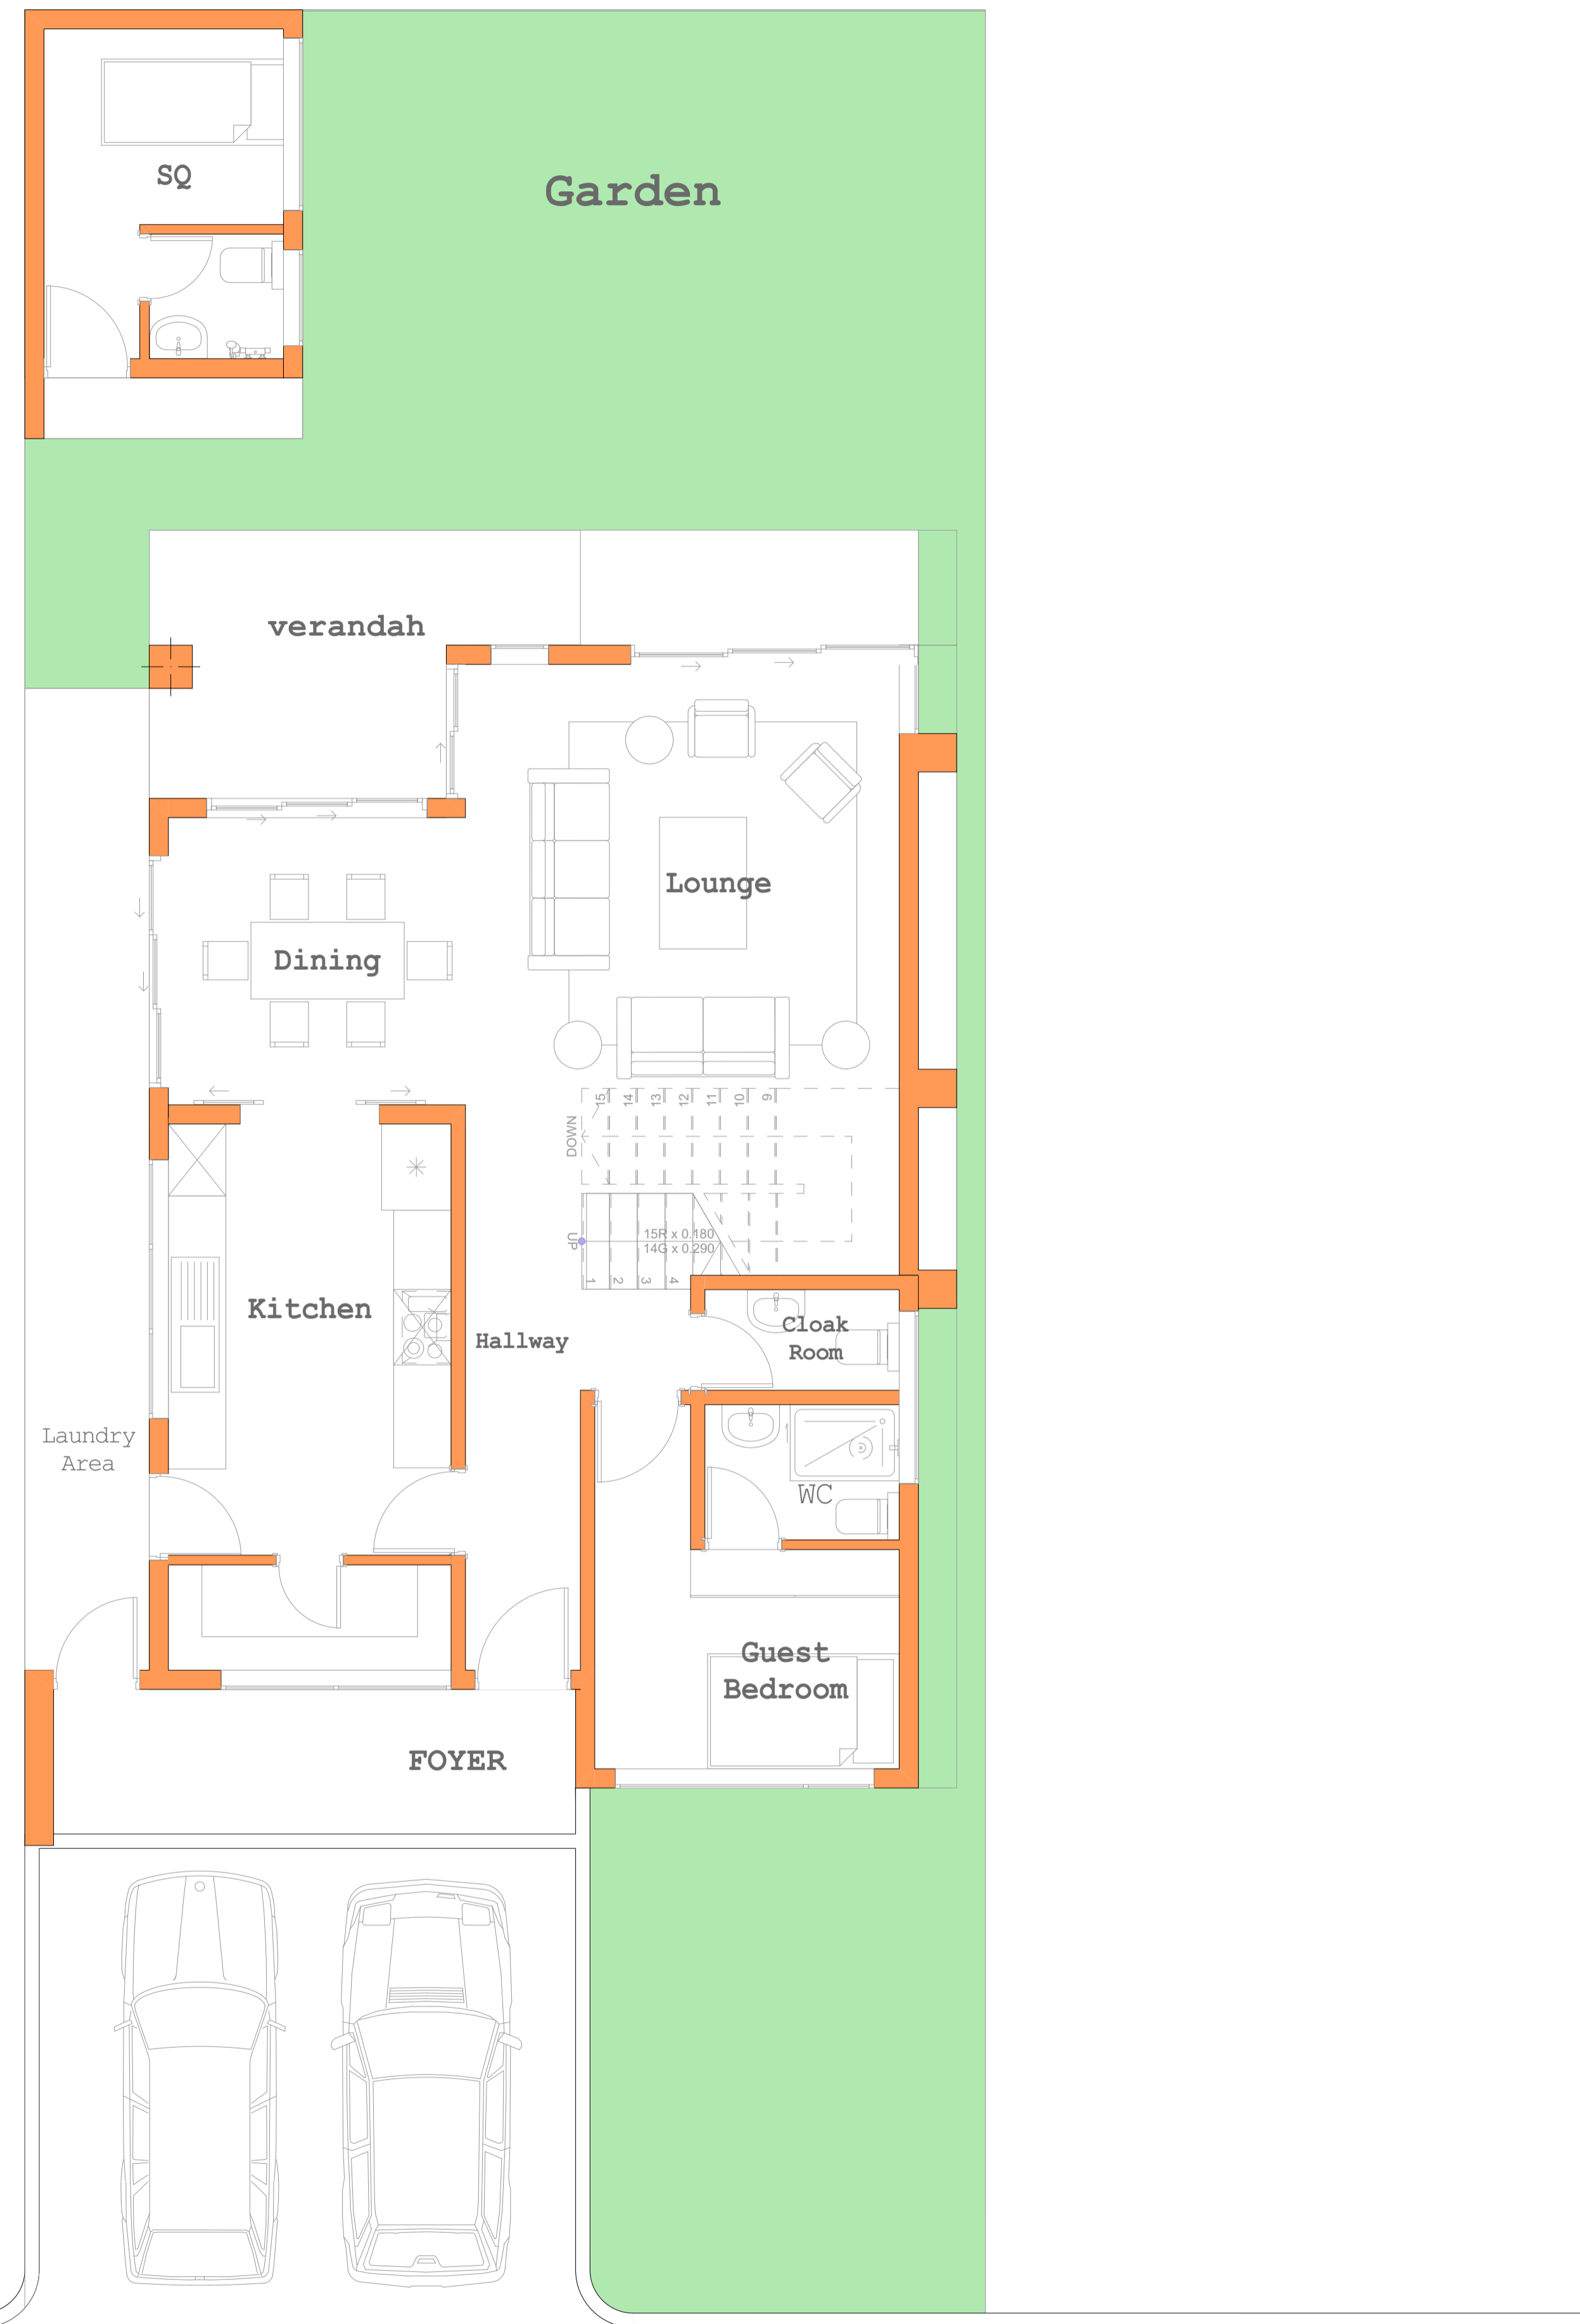 SQ
Garden
verandah
Lounge
Dining
DOWN
15
14
13
12
11
10
9
UP
15R x 0.180
14G x 0.290
1
2
3
4
Kitchen
Hallway
Cloak
Room
Laundry
Area
WC
Guest
Bedroom
FOYER